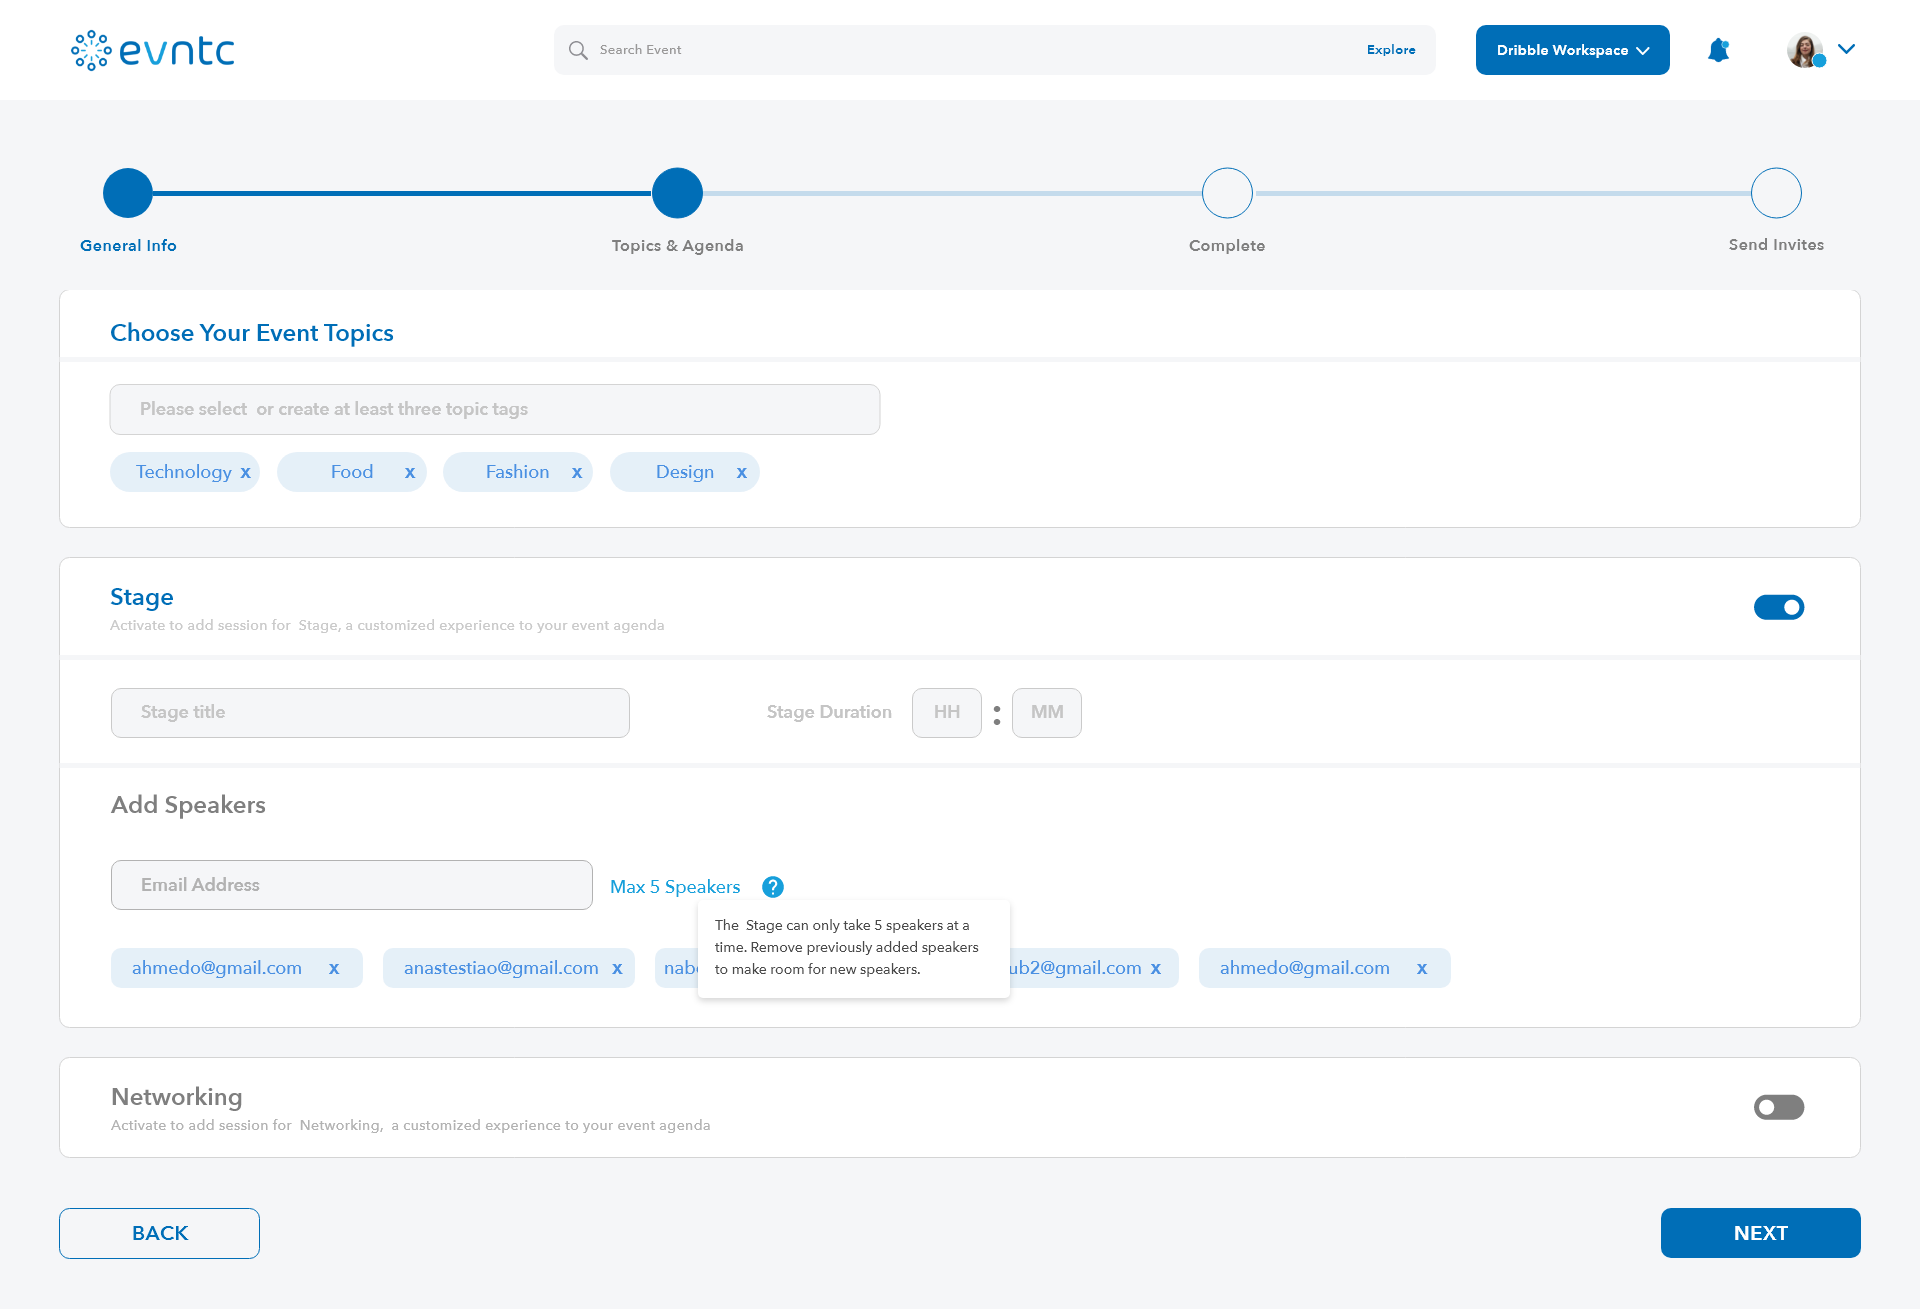 evntc
Search Event
Explore
Dribble Workspace
General Info
Topics & Agenda
Complete
Send Invites
Choose Your Event Topics
Please select  or create at least three topic tags
Technology x
Food x
Fashion x
Design x
Stage
Activate to add session for  Stage, a customized experience to your event agenda
Stage title
Stage Duration
HH : MM
Add Speakers
Email Address
Max 5 Speakers ?
The  Stage can only take 5 speakers at a
time. Remove previously added speakers
to make room for new speakers.
ahmedo@gmail.com x
anastestiao@gmail.com x
ub2@gmail.com x
ahmedo@gmail.com x
Networking
Activate to add session for  Networking,  a customized experience to your event agenda
BACK
NEXT